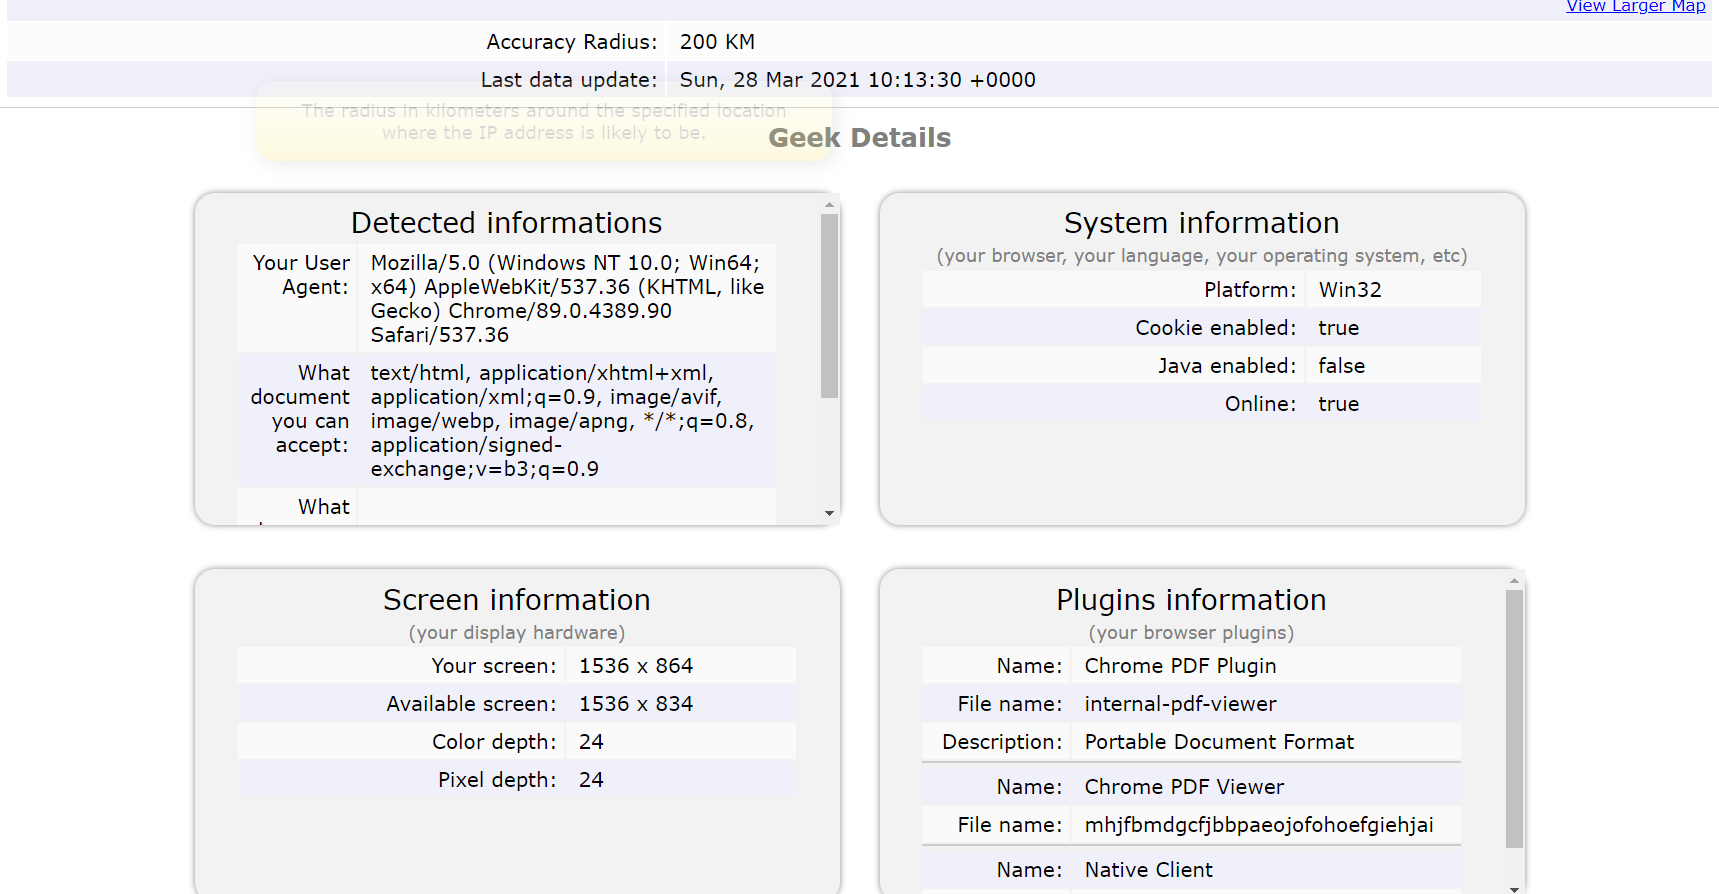 View Larger Map
Accuracy Radius: 200 KM
Last data update: Sun, 28 Mar 2021 10:13:30 +0000
The radius in kilometers around the specified location
where the IP address is likely to be.
Geek Details
Detected informations
Your User Agent: Mozilla/5.0 (Windows NT 10.0; Win64;
x64) AppleWebKit/537.36 (KHTML, like
Gecko) Chrome/89.0.4389.90
Safari/537.36
What document you can accept: text/html, application/xhtml+xml,
application/xml;q=0.9, image/avif,
image/webp, image/apng, */*;q=0.8,
application/signed-
exchange;v=b3;q=0.9
What
System information
(your browser, your language, your operating system, etc)
Platform: Win32
Cookie enabled: true
Java enabled: false
Online: true
Screen information
(your display hardware)
Your screen: 1536 x 864
Available screen: 1536 x 834
Color depth: 24
Pixel depth: 24
Plugins information
(your browser plugins)
Name: Chrome PDF Plugin
File name: internal-pdf-viewer
Description: Portable Document Format
Name: Chrome PDF Viewer
File name: mhjfbmdgcfjbbpaeojofohoefgiehjai
Name: Native Client